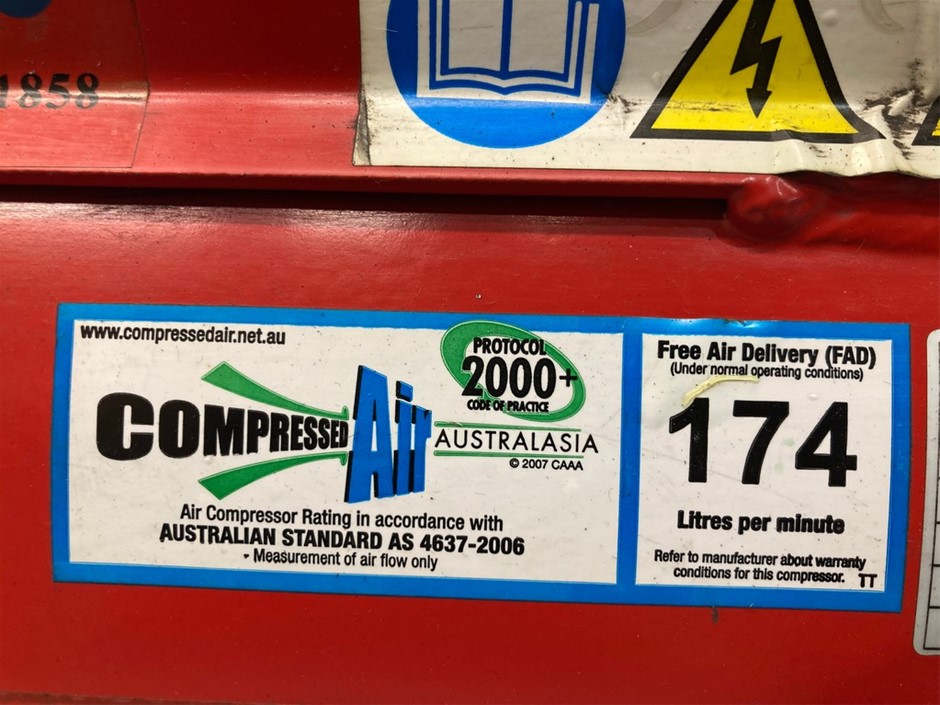 1858
www.compressedair.net.au
PROTOCOL
2000+
CODE OF PRACTICE
COMPRESSED Air
AUSTRALASIA
© 2007 CAAA
Air Compressor Rating in accordance with
AUSTRALIAN STANDARD AS 4637-2006
- Measurement of air flow only
Free Air Delivery (FAD)
(Under normal operating conditions)
174
Litres per minute
Refer to manufacturer about warranty
conditions for this compressor. TT